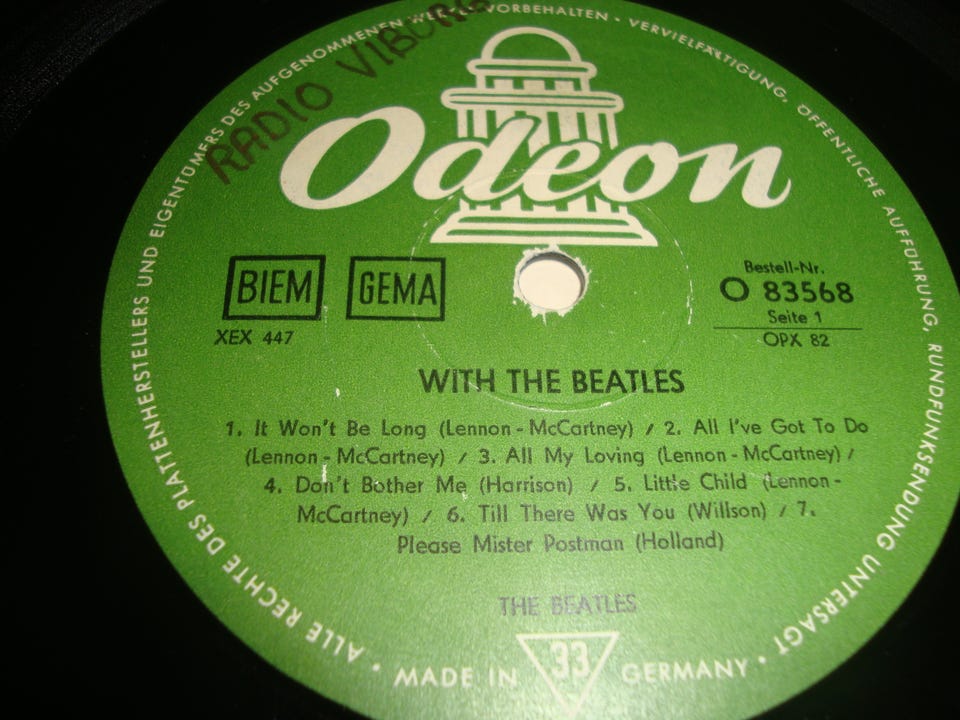 RADIO VIBORG
Odeon
BIEM GEMA
XEX 447
Bestell-Nr.
O 83568
Seite 1
OPX 82
WITH THE BEATLES
1. It Won't Be Long (Lennon - McCartney) / 2. All I've Got To Do
(Lennon - McCartney) / 3. All My Loving (Lennon - McCartney) /
4. Don't Bother Me (Harrison) / 5. Little Child (Lennon -
McCartney) / 6. Till There Was You (Willson) / 7.
Please Mister Postman (Holland)
THE BEATLES
33
MADE IN GERMANY
• ALLE RECHTE DES PLATTENHERSTELLERS UND EIGENTÜMERS DES AUFGENOMMENEN WERKES VORBEHALTEN • VERVIELFÄLTIGUNG, ÖFFENTLICHE AUFFÜHRUNG, RUNDFUNKSENDUNG UNTERSAGT •